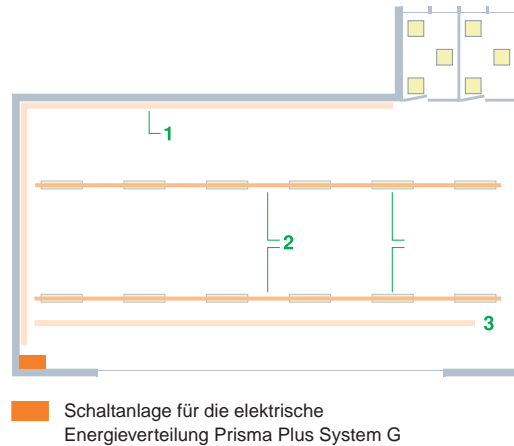 1
2
3
Schaltanlage für die elektrische
Energieverteilung Prisma Plus System G